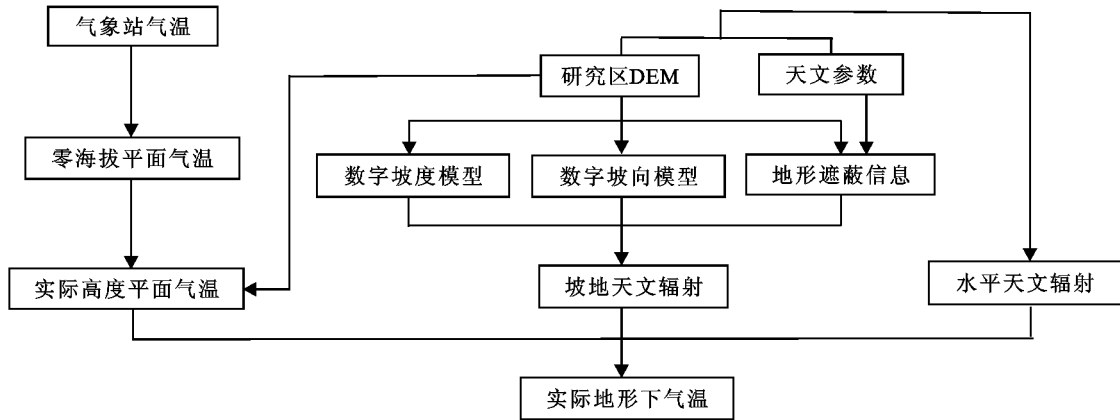 气象站气温
研究区DEM
天文参数
零海拔平面气温
数字坡度模型
数字坡向模型
地形遮蔽信息
实际高度平面气温
坡地天文辐射
水平天文辐射
实际地形下气温